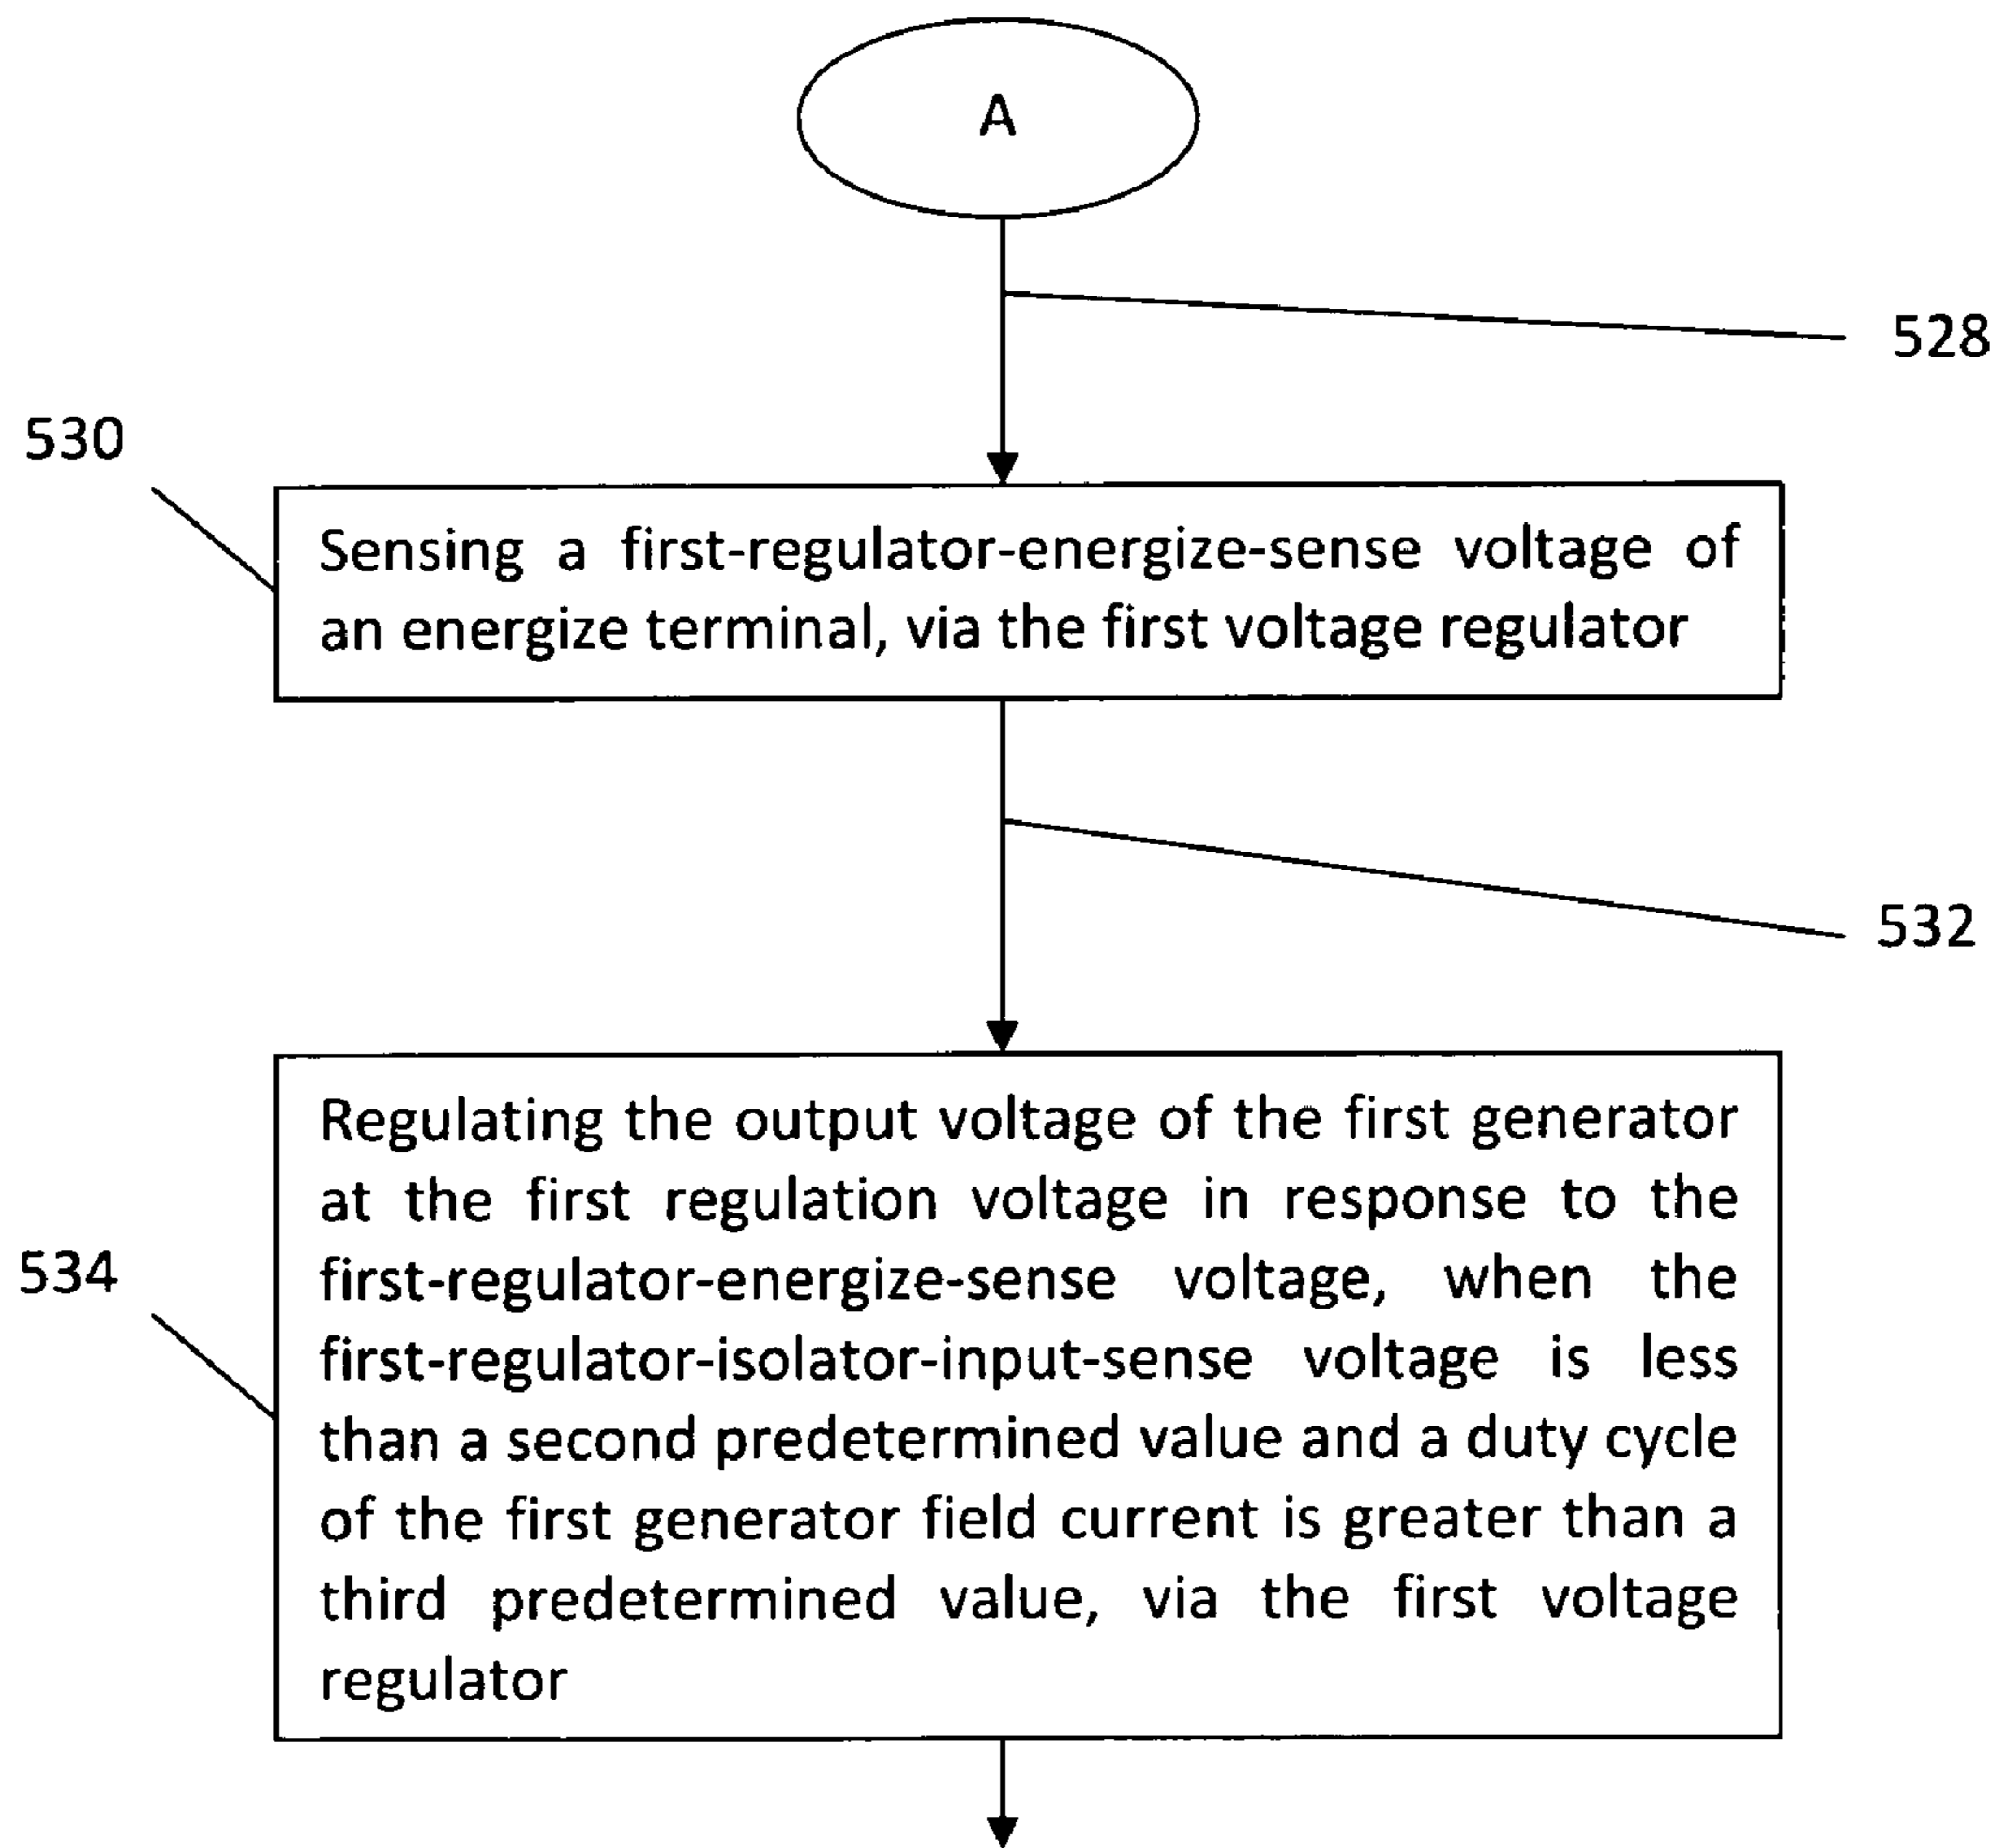 A
528
530
Sensing a first-regulator-energize-sense voltage of
an energize terminal, via the first voltage regulator
532
534
Regulating the output voltage of the first generator
at the first regulation voltage in response to the
first-regulator-energize-sense voltage, when the
first-regulator-isolator-input-sense voltage is less
than a second predetermined value and a duty cycle
of the first generator field current is greater than a
third predetermined value, via the first voltage
regulator